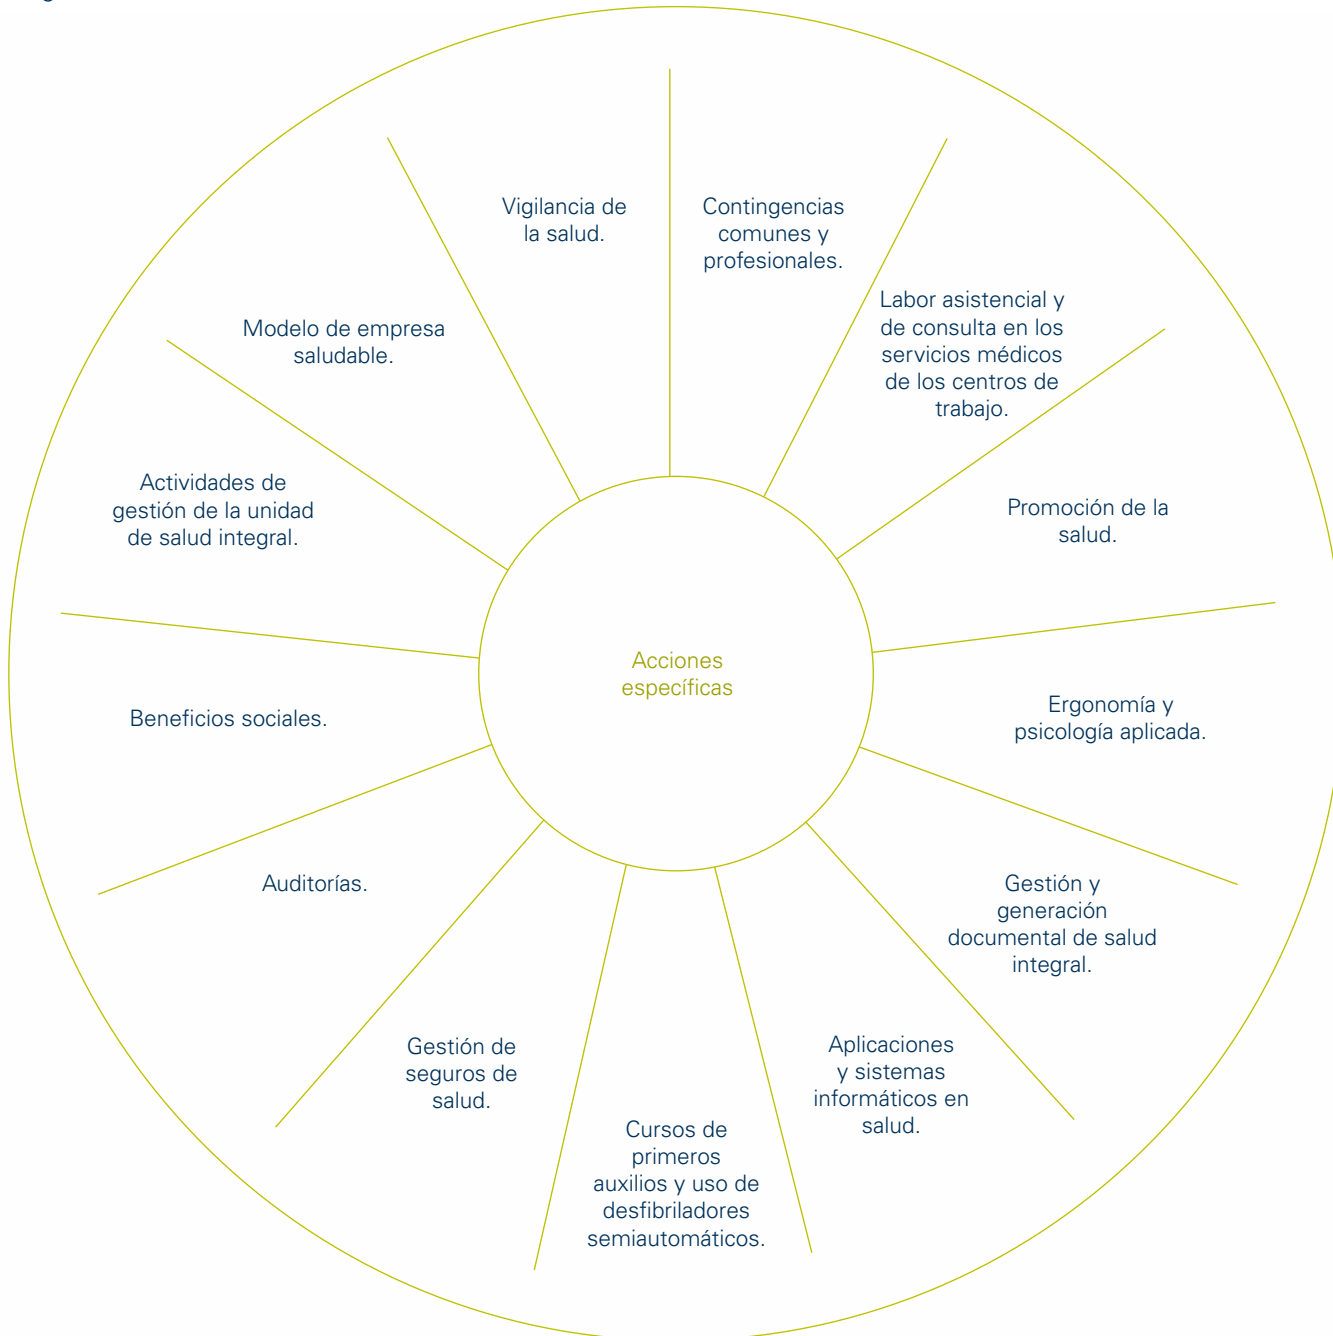 Vigilancia de
la salud.
Contingencias
comunes y
profesionales.
Labor asistencial y
de consulta en los
servicios médicos
de los centros de
trabajo.
Promoción de la
salud.
Ergonomía y
psicología aplicada.
Gestión y
generación
documental de salud
integral.
Aplicaciones
y sistemas
informáticos en
salud.
Cursos de
primeros
auxilios y uso de
desfibriladores
semiautomáticos.
Gestión de
seguros de
salud.
Auditorías.
Beneficios sociales.
Actividades de
gestión de la unidad
de salud integral.
Modelo de empresa
saludable.
Acciones
específicas